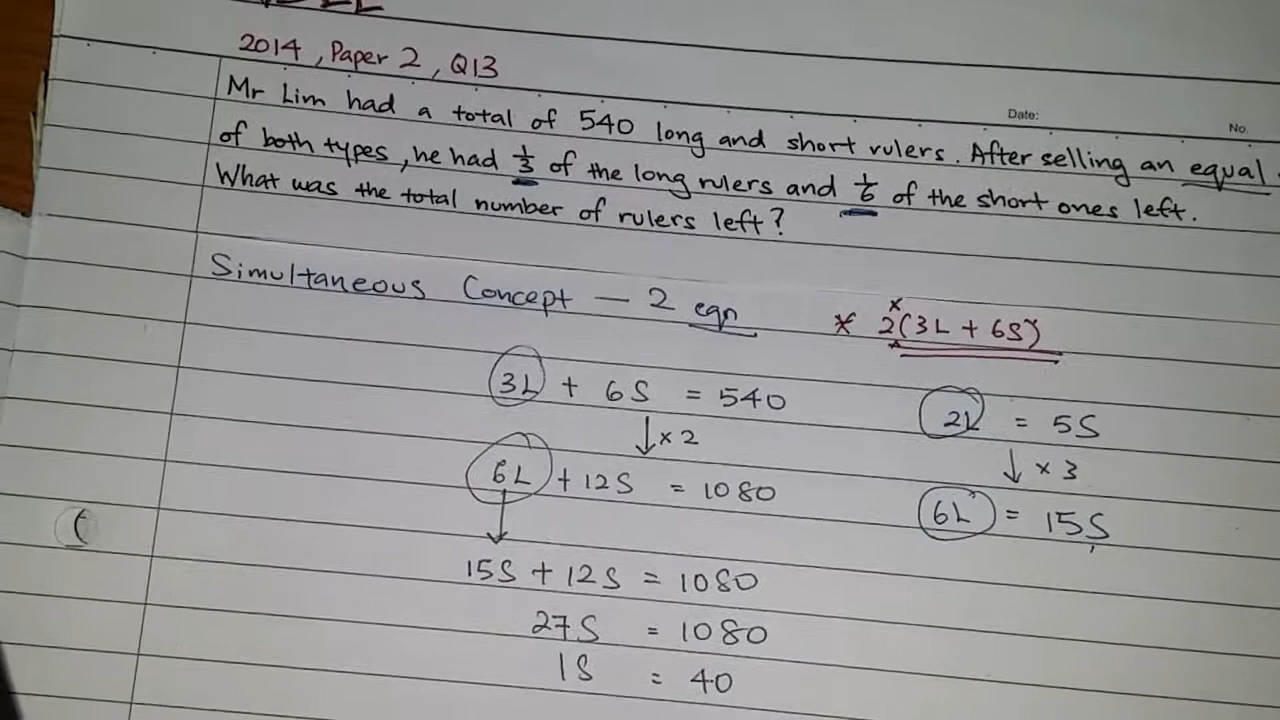 2014, Paper 2, Q13
Date:
No.
Mr Lim had a total of 540 long and short rulers. After selling an equal
of both types, he had 1/3 of the long rulers and 1/6 of the short ones left.
What was the total number of rulers left?
Simultaneous Concept — 2 eqn
* 2(3L + 6S)
3L + 6S = 540
2L = 5S
↓ x 2
↓ x 3
6L + 12S = 1080
6L = 15S
15S + 12S = 1080
27S = 1080
1S = 40